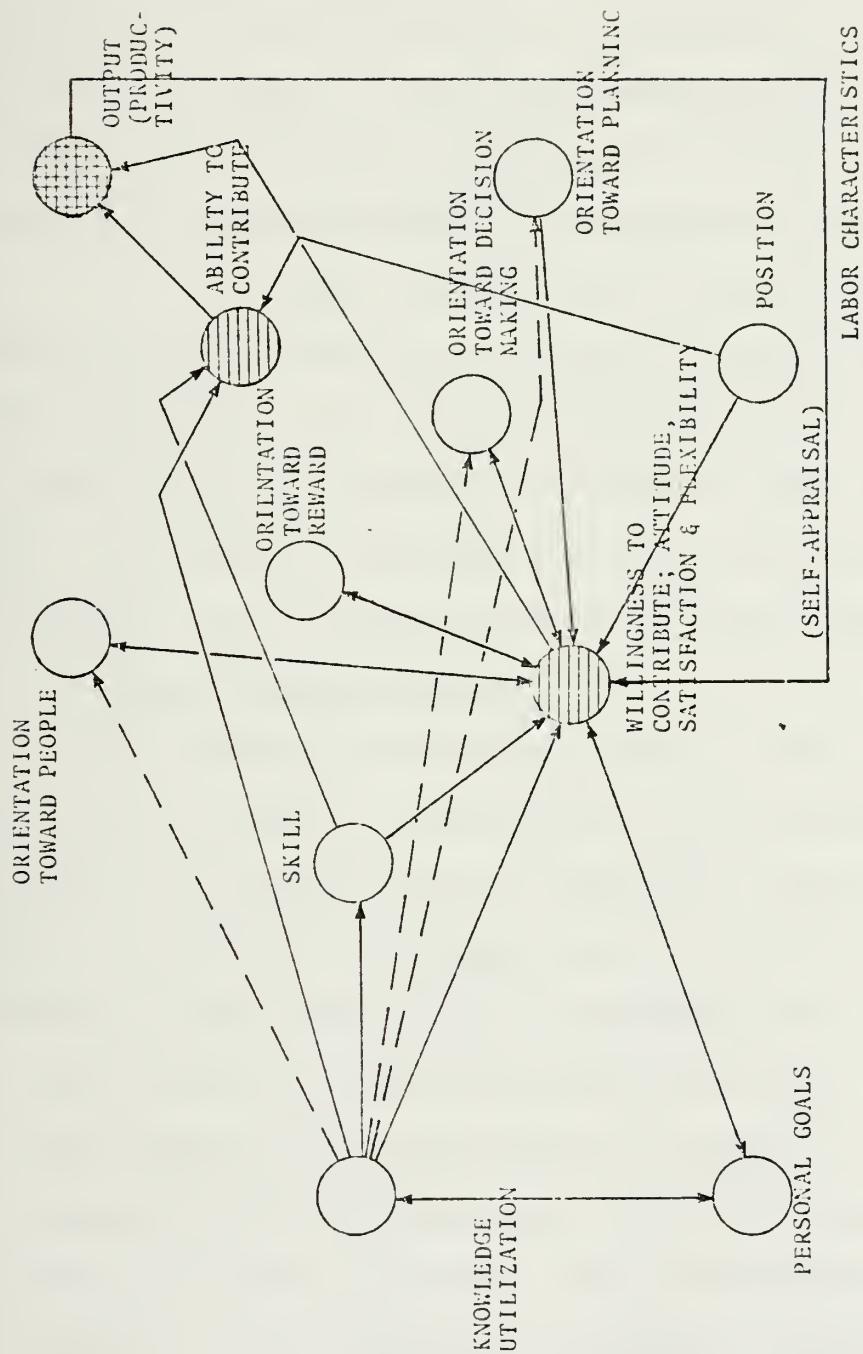 OUTPUT
(PRODUC-
TIVITY)
ABILITY TO
CONTRIBUTE
ORIENTATION
TOWARD PEOPLE
ORIENTATION
TOWARD
REWARD
ORIENTATION
TOWARD DECISION
MAKING
ORIENTATION
TOWARD PLANNINC
SKILL
KNOWLEDGE
UTILIZATION
WILLINGNESS TO
CONTRIBUTE; ATTITUDE,
SATISFACTION & FLEXIBILITY
(SELF-APPRAISAL)
POSITION
PERSONAL GOALS
LABOR CHARACTERISTICS